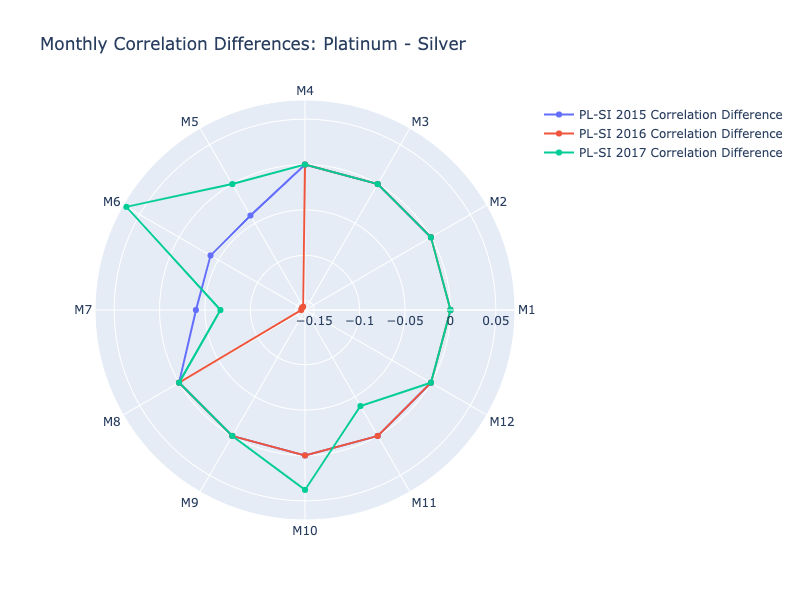 Monthly Correlation Differences: Platinum - Silver
PL-SI 2015 Correlation Difference
PL-SI 2016 Correlation Difference
PL-SI 2017 Correlation Difference
M4
M5
M3
M6
M2
M7
M1
−0.15
−0.1
−0.05
0
0.05
M8
M12
M9
M11
M10